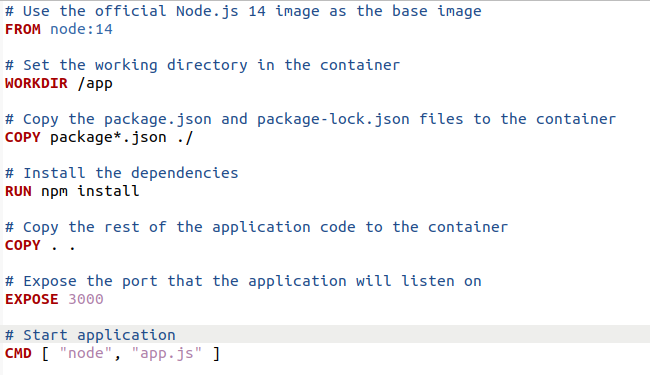 # Use the official Node.js 14 image as the base image
FROM node:14
# Set the working directory in the container
WORKDIR /app
# Copy the package.json and package-lock.json files to the container
COPY package*.json ./
# Install the dependencies
RUN npm install
# Copy the rest of the application code to the container
COPY . .
# Expose the port that the application will listen on
EXPOSE 3000
# Start application
CMD [ "node", "app.js" ]